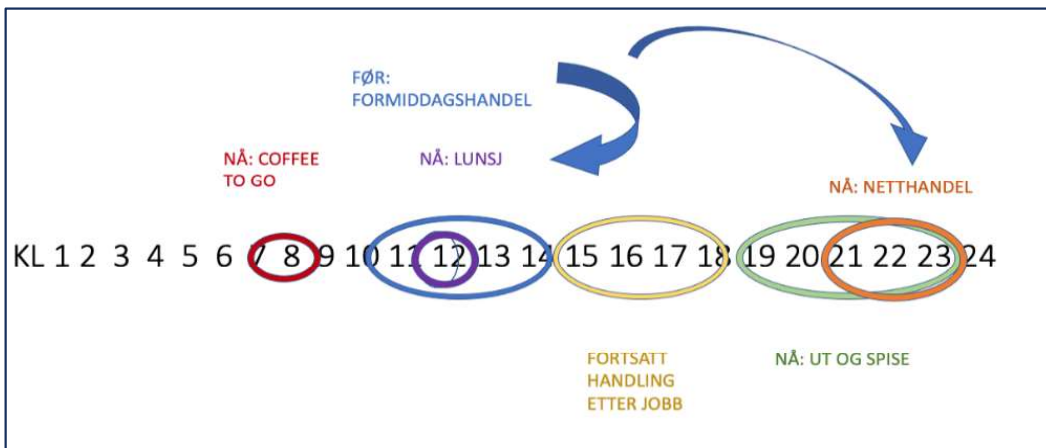 FØR:
FORMIDDAGSHANDEL
NÅ: COFFEE
TO GO
NÅ: LUNSJ
NÅ: NETTHANDEL
KL 1 2 3 4 5 6 7 8 9 10 11 12 13 14 15 16 17 18 19 20 21 22 23 24
FORTSATT
HANDLING
ETTER JOBB
NÅ: UT OG SPISE